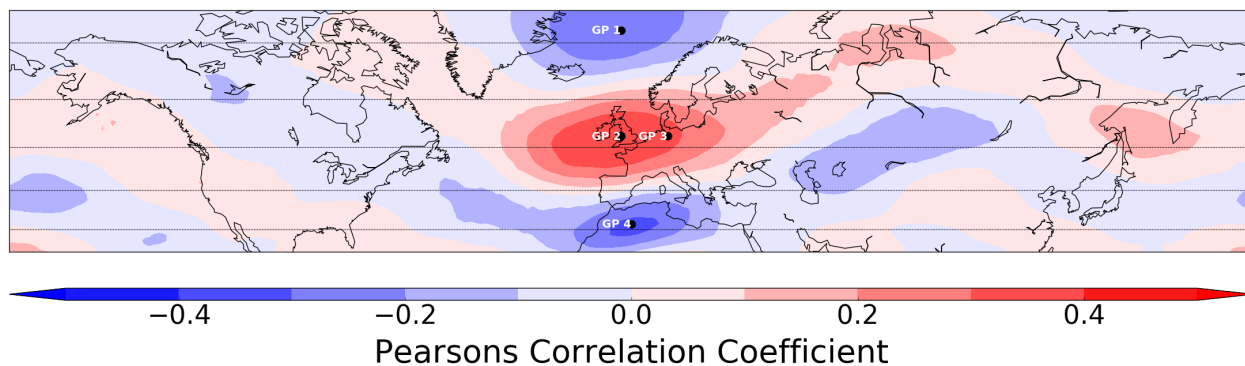 GP 1
GP 2 GP 3
GP 4
−0.4 −0.2 0.0 0.2 0.4
Pearsons Correlation Coefficient